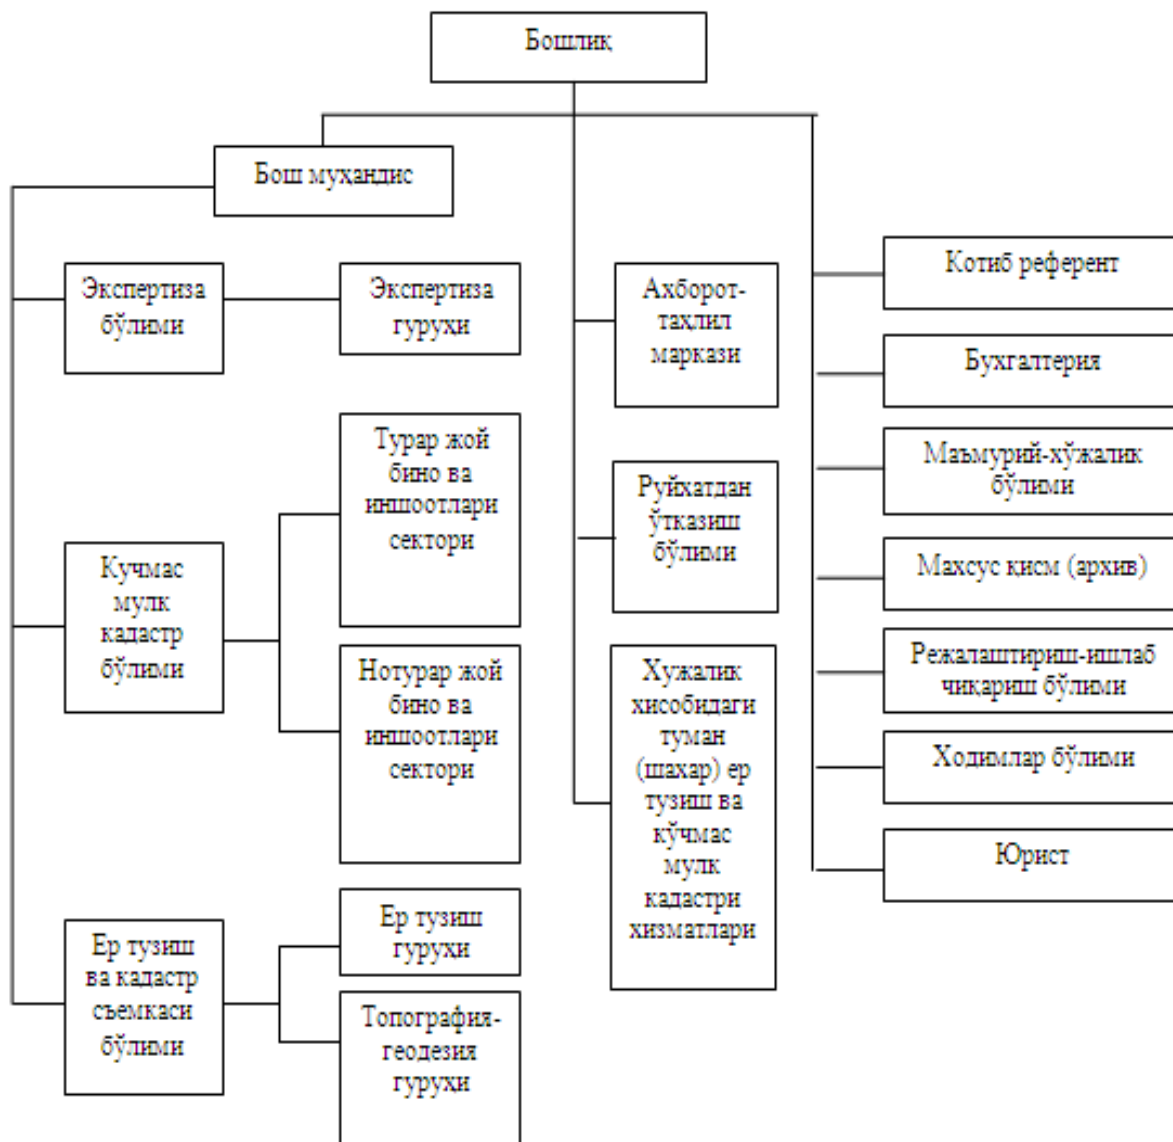 Бошлиқ
Бош муҳандис
Экспертиза
бўлими
Экспертиза
гуруҳи
Кучмас
мулк
кадастр
бўлими
Турар жой
бино ва
иншоотлари
сектори
Нотурар жой
бино ва
иншоотлари
сектори
Ер тузиш
ва кадастр
съемкаси
бўлими
Ер тузиш
гуруҳи
Топография-
геодезия
гуруҳи
Ахборот-
таҳлил
маркази
Руйхатдан
ўтказиш
бўлими
Хужалик
хисобидаги
туман
(шахар) ер
тузиш ва
кўчмас
мулк
кадастри
хизматлари
Котиб референт
Бухгалтерия
Маъмурий-хўжалик
бўлими
Махсус қисм (архив)
Режалаштириш-ишлаб
чиқариш бўлими
Ходимлар бўлими
Юрист